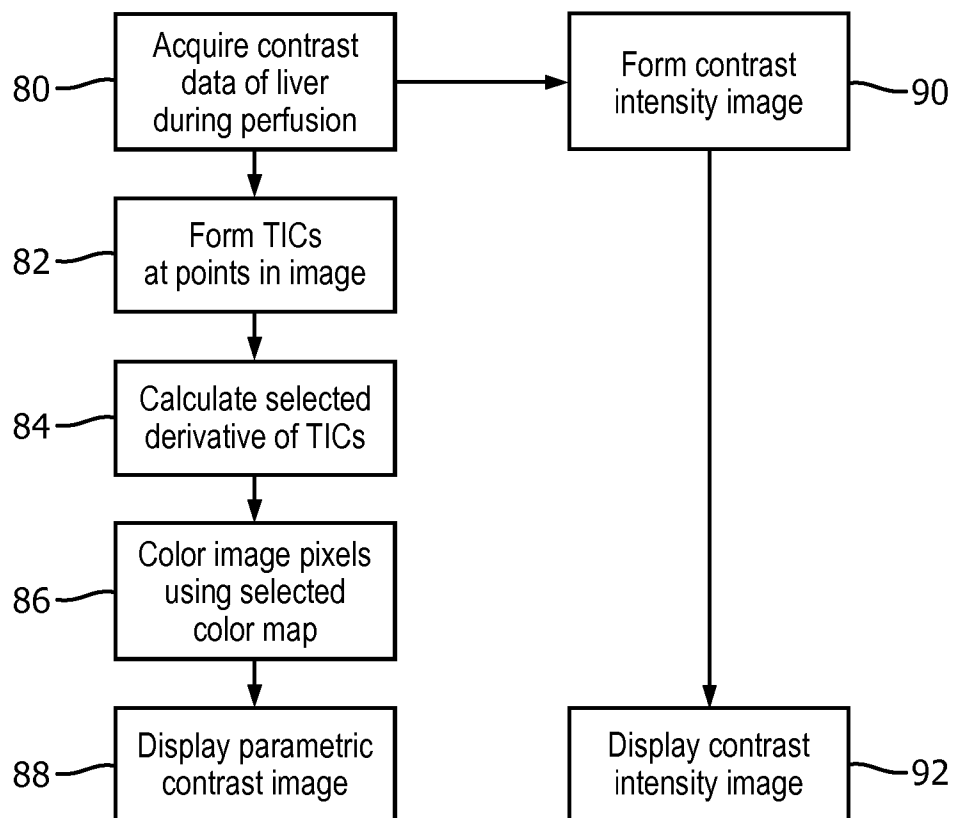 80
Acquire contrast
data of liver
during perfusion
Form contrast
intensity image
90
82
Form TICs
at points in image
84
Calculate selected
derivative of TICs
86
Color image pixels
using selected
color map
88
Display parametric
contrast image
Display contrast
intensity image
92